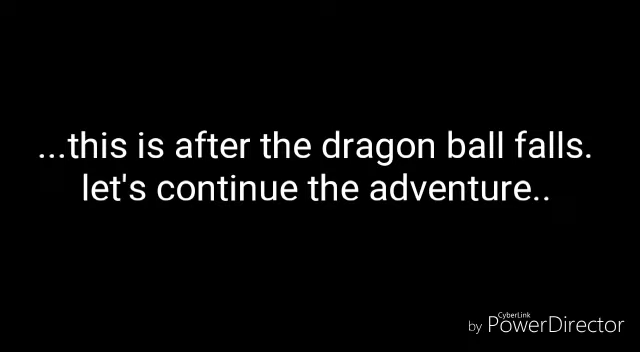 ...this is after the dragon ball falls.
let's continue the adventure..
CyberLink
by PowerDirector